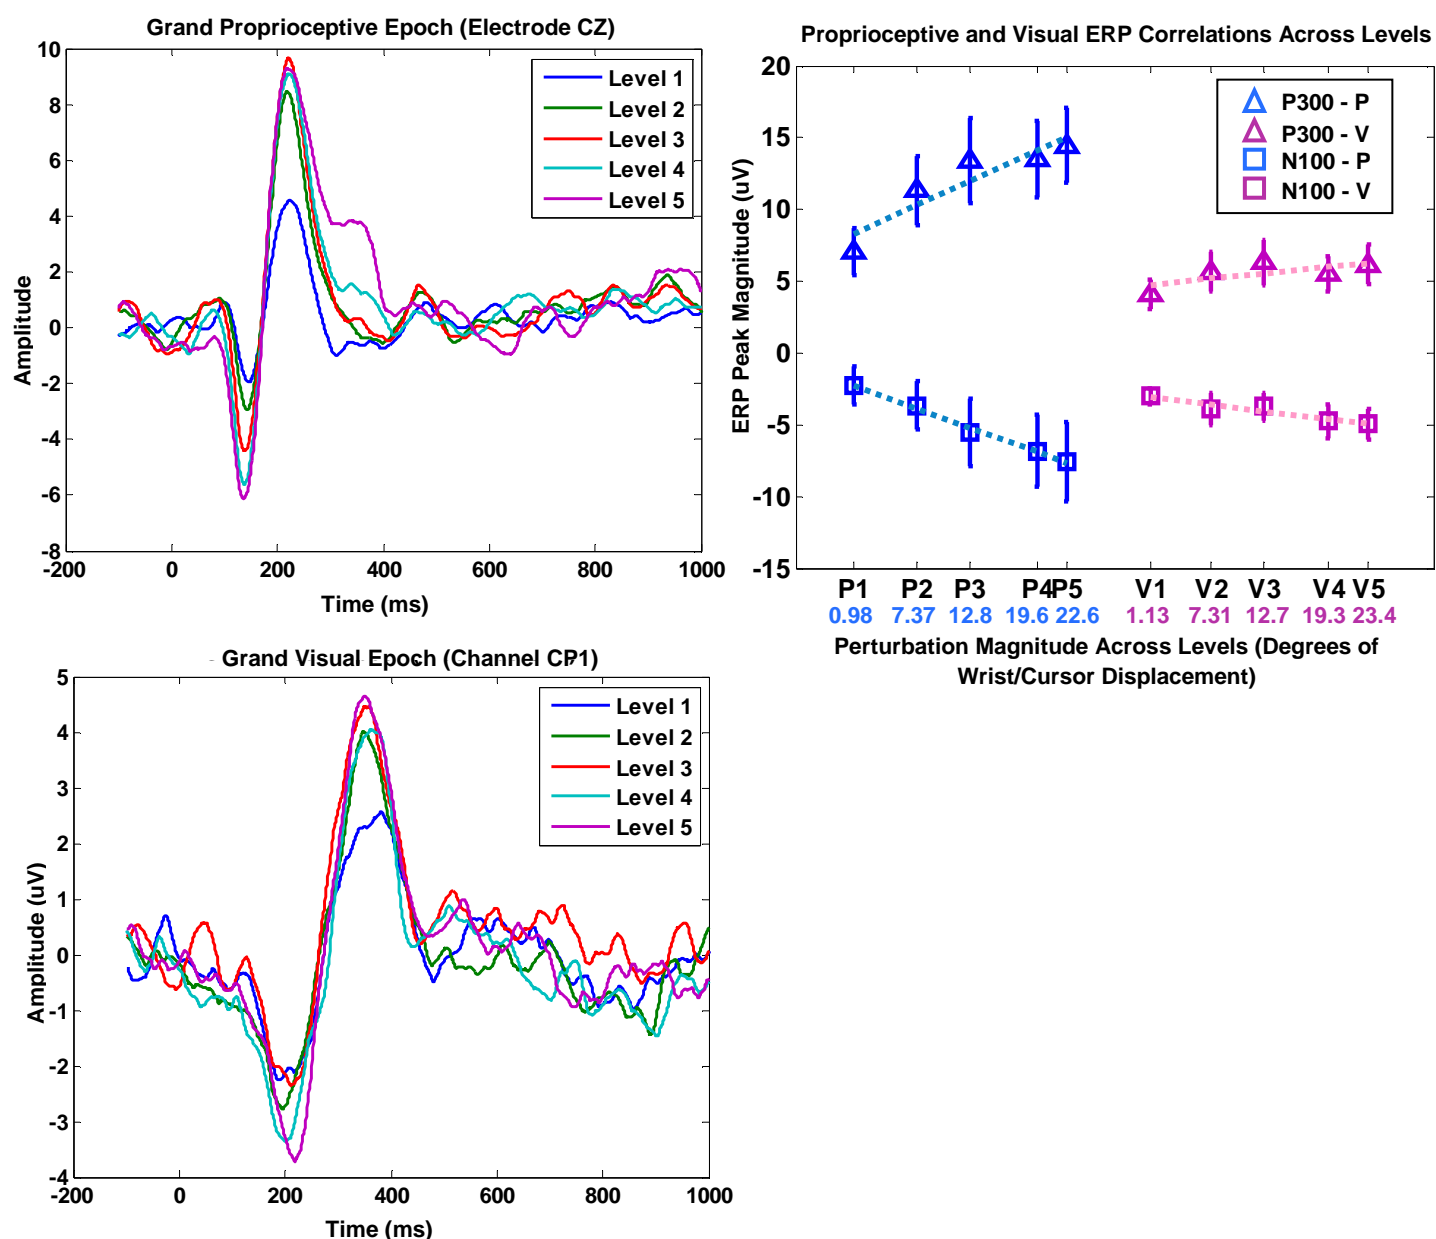 Grand Proprioceptive Epoch (Electrode CZ)
10
8
6
4
2
0
-2
-4
-6
-8
Amplitude
Level 1
Level 2
Level 3
Level 4
Level 5
-200 0 200 400 600 800 1000
Time (ms)
Proprioceptive and Visual ERP Correlations Across Levels
20
15
10
5
0
-5
-10
-15
ERP Peak Magnitude (uV)
P300 - P
P300 - V
N100 - P
N100 - V
P1 P2 P3 P4 P5 V1 V2 V3 V4 V5
0.98 7.37 12.8 19.6 22.6 1.13 7.31 12.7 19.3 23.4
Perturbation Magnitude Across Levels (Degrees of
Wrist/Cursor Displacement)
Grand Visual Epoch (Channel CP1)
5
4
3
2
1
0
-1
-2
-3
-4
Amplitude (uV)
Level 1
Level 2
Level 3
Level 4
Level 5
-200 0 200 400 600 800 1000
Time (ms)